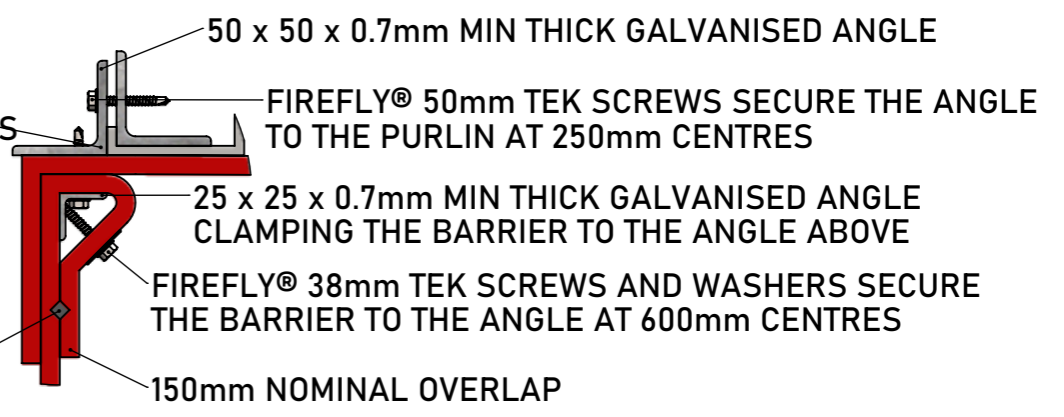 50 x 50 x 0.7mm MIN THICK GALVANISED ANGLE
FIREFLY® 50mm TEK SCREWS SECURE THE ANGLE
TO THE PURLIN AT 250mm CENTRES
S
25 x 25 x 0.7mm MIN THICK GALVANISED ANGLE
CLAMPING THE BARRIER TO THE ANGLE ABOVE
FIREFLY® 38mm TEK SCREWS AND WASHERS SECURE
THE BARRIER TO THE ANGLE AT 600mm CENTRES
150mm NOMINAL OVERLAP